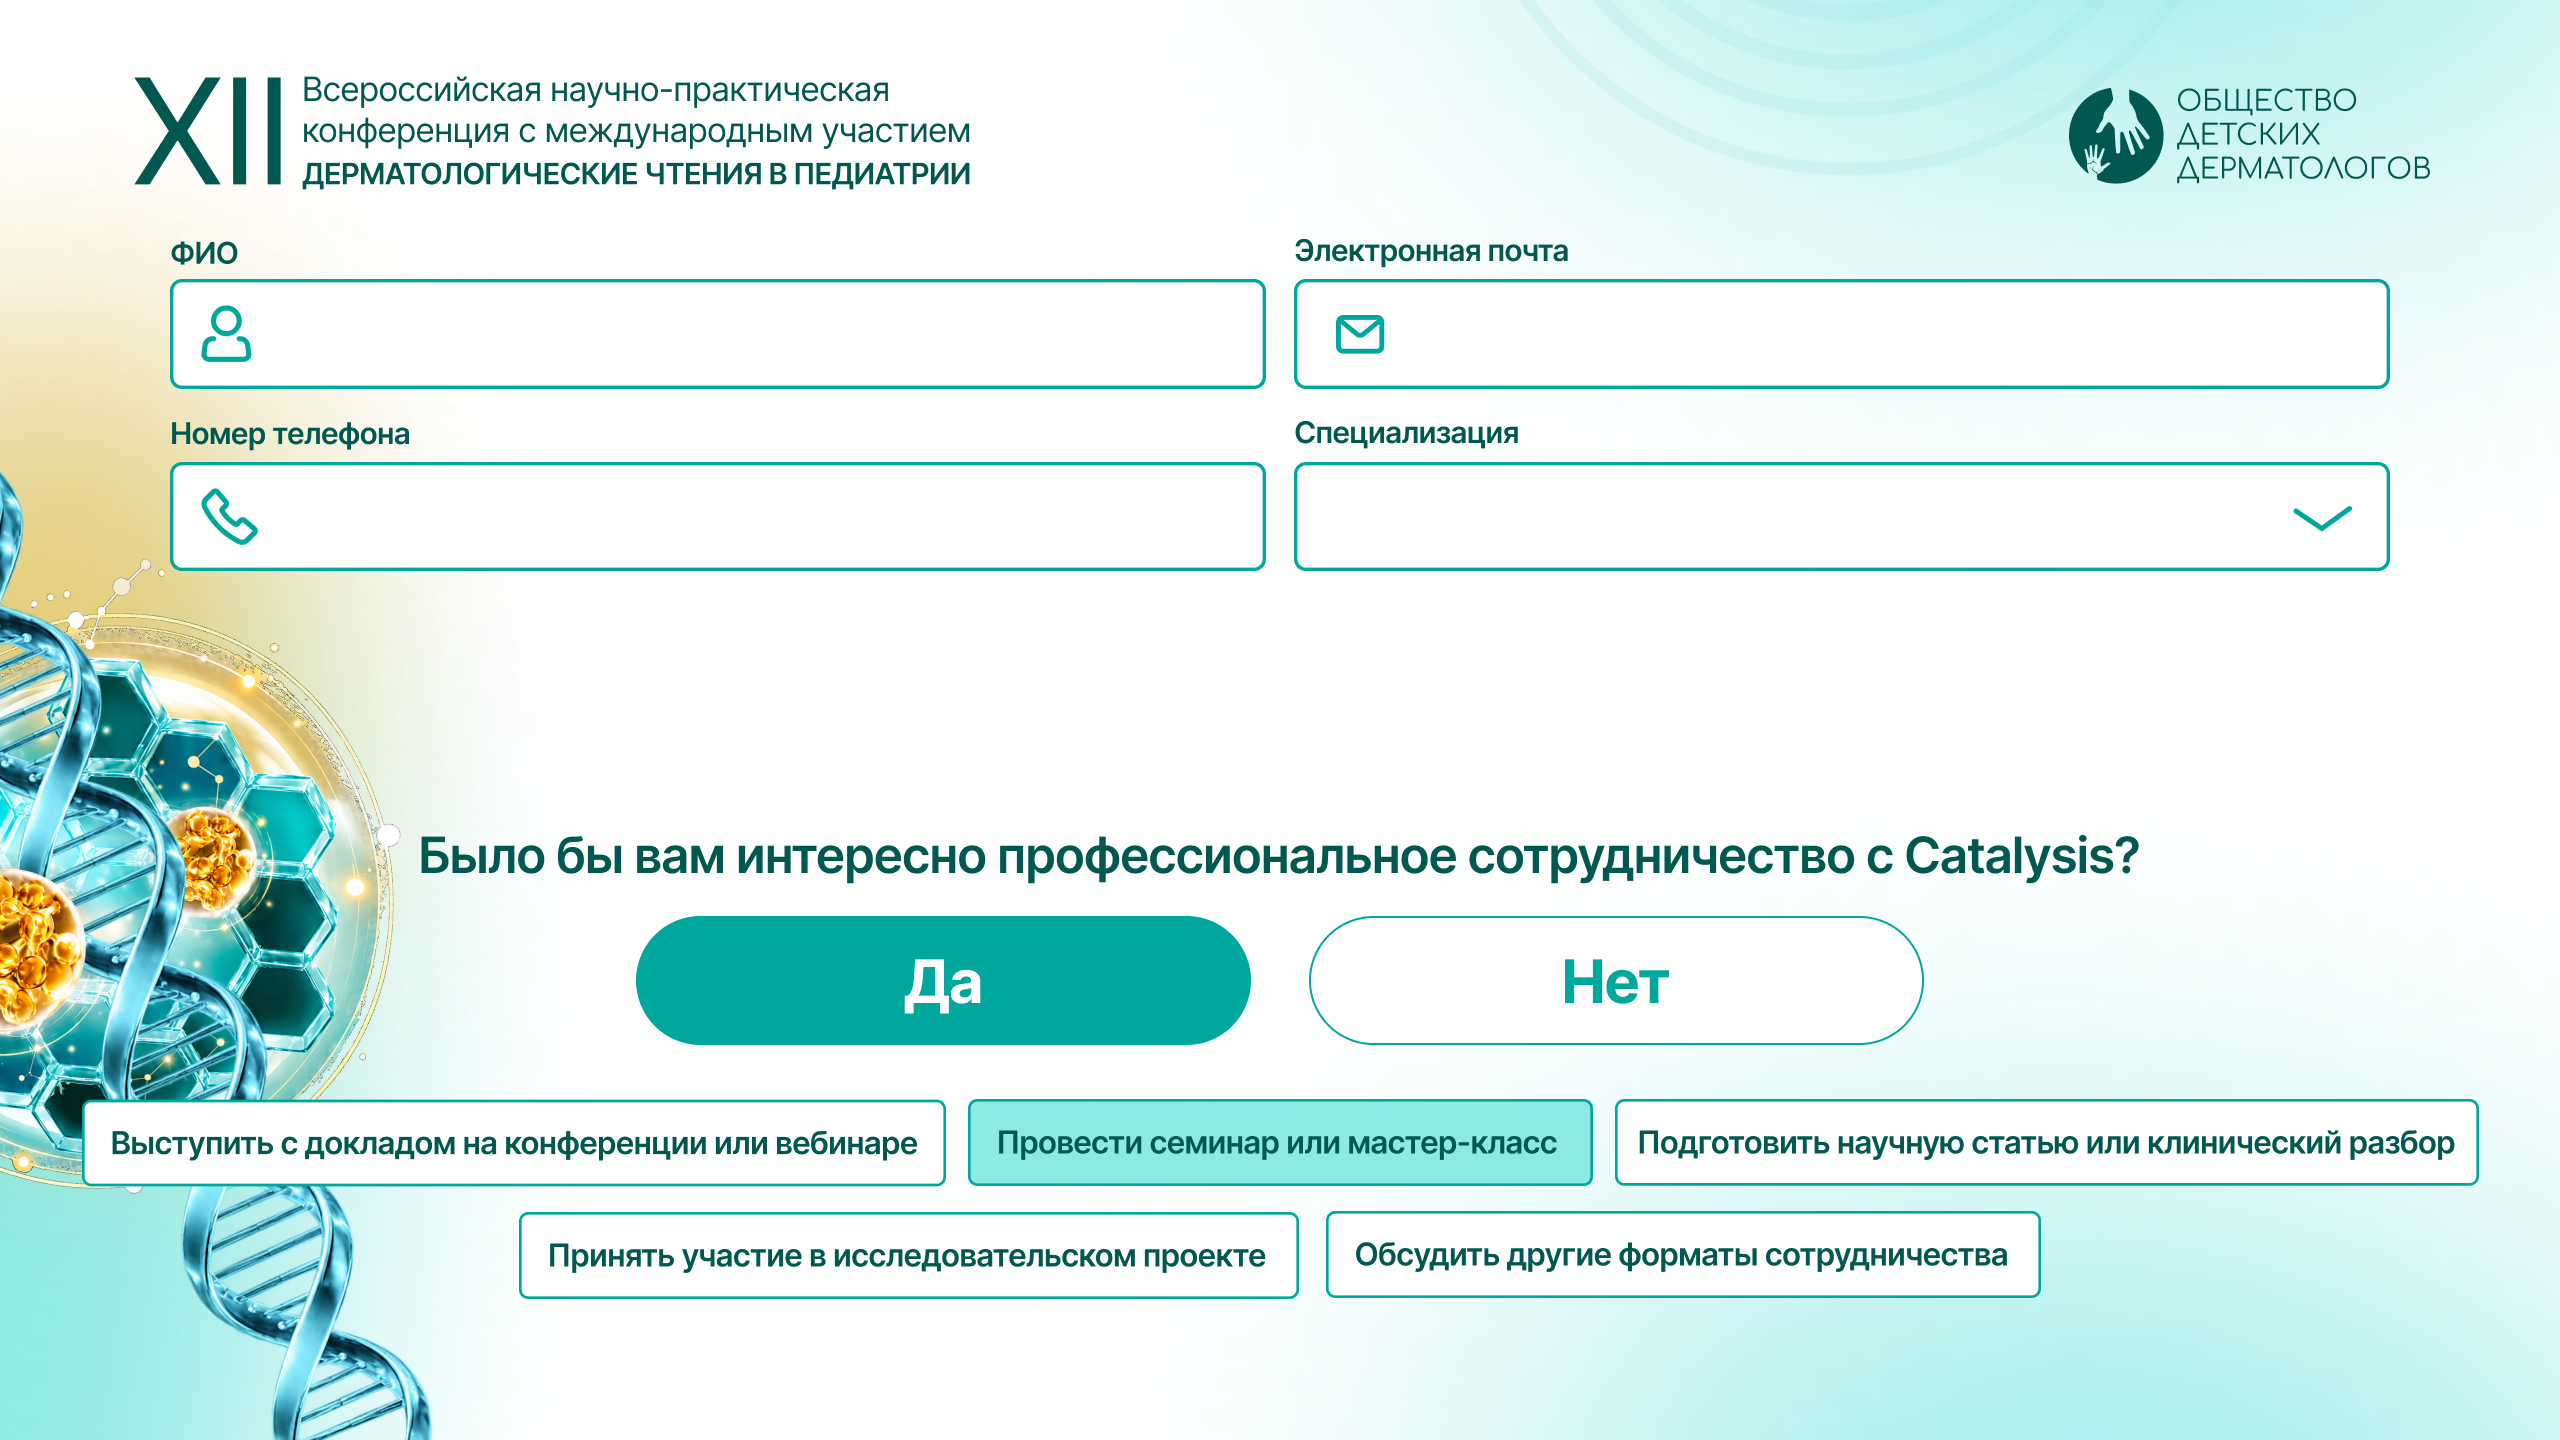 XII
Всероссийская научно-практическая
конференция с международным участием
ДЕРМАТОЛОГИЧЕСКИЕ ЧТЕНИЯ В ПЕДИАТРИИ
ОБЩЕСТВО
ДЕТСКИХ
ДЕРМАТОЛОГОВ
ФИО
Электронная почта
Номер телефона
Специализация
Было бы вам интересно профессиональное сотрудничество с Catalysis?
Да
Нет
Выступить с докладом на конференции или вебинаре
Провести семинар или мастер-класс
Подготовить научную статью или клинический разбор
Принять участие в исследовательском проекте
Обсудить другие форматы сотрудничества